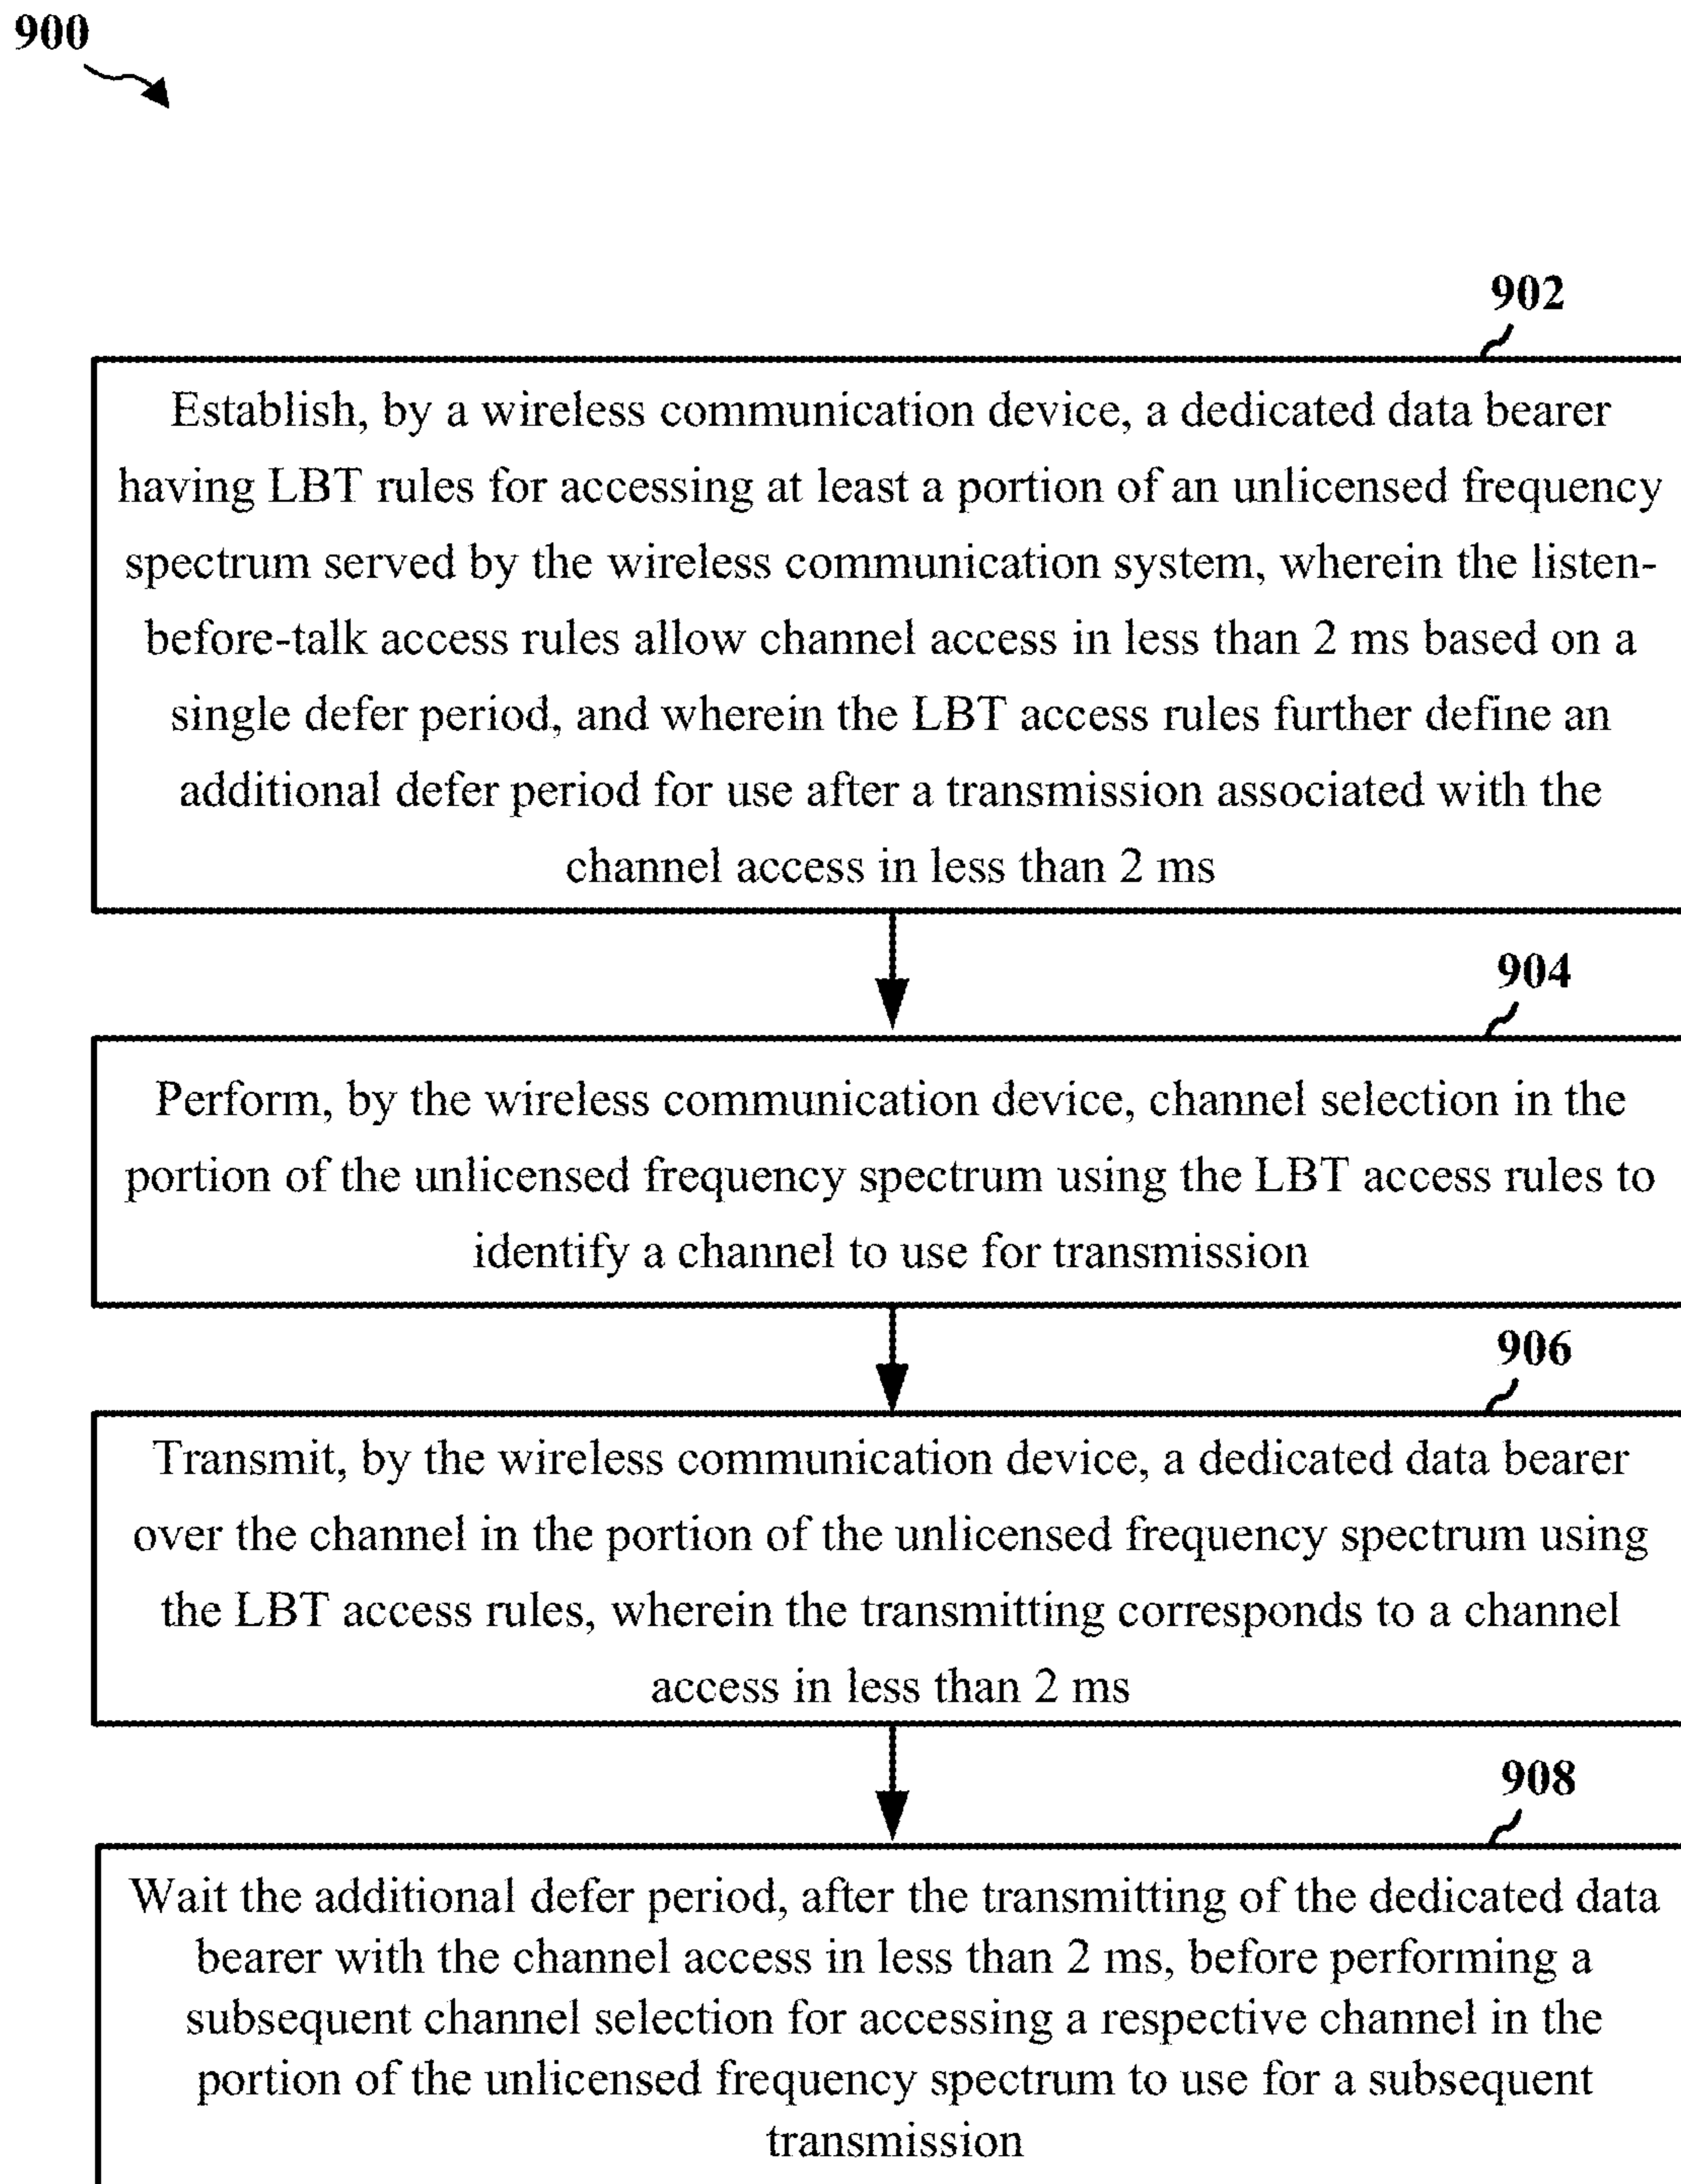 900
902
Establish, by a wireless communication device, a dedicated data bearer
having LBT rules for accessing at least a portion of an unlicensed frequency
spectrum served by the wireless communication system, wherein the listen-
before-talk access rules allow channel access in less than 2 ms based on a
single defer period, and wherein the LBT access rules further define an
additional defer period for use after a transmission associated with the
channel access in less than 2 ms
904
Perform, by the wireless communication device, channel selection in the
portion of the unlicensed frequency spectrum using the LBT access rules to
identify a channel to use for transmission
906
Transmit, by the wireless communication device, a dedicated data bearer
over the channel in the portion of the unlicensed frequency spectrum using
the LBT access rules, wherein the transmitting corresponds to a channel
access in less than 2 ms
908
Wait the additional defer period, after the transmitting of the dedicated data
bearer with the channel access in less than 2 ms, before performing a
subsequent channel selection for accessing a respective channel in the
portion of the unlicensed frequency spectrum to use for a subsequent
transmission